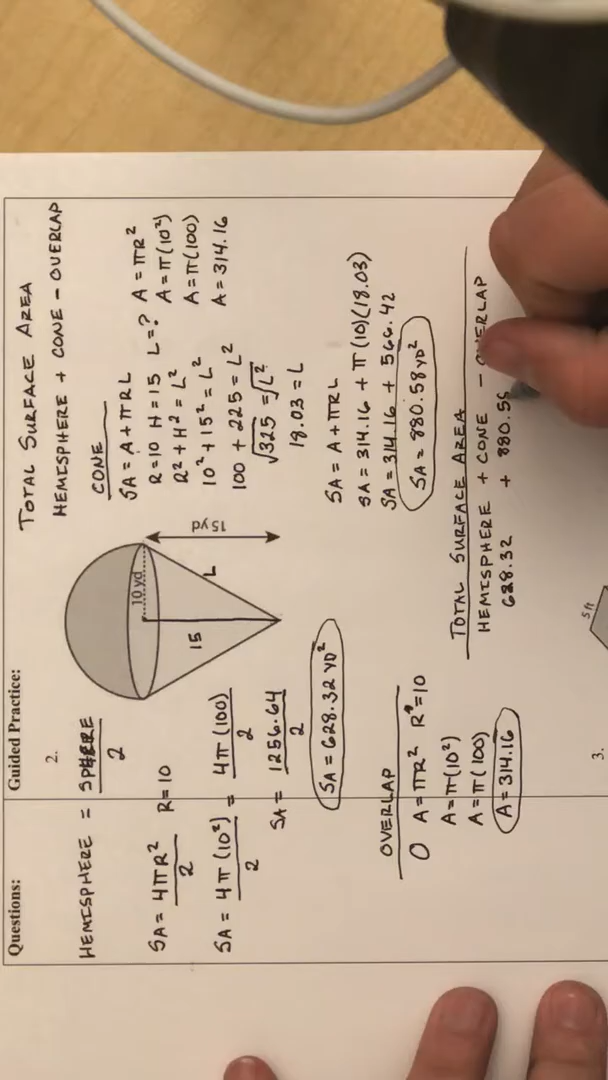 Questions:
Guided Practice:
TOTAL SURFACE AREA
HEMISPHERE + CONE - OVERLAP
2.
HEMISPHERE = SPHERE
2
SA = 4πR² R=10
2
SA = 4π(10²) = 4π(100)
2 2
SA = 1256.64
2
SA = 628.32 YD²
10 yd
15
L
15 yd
CONE
SA = A + πRL
R=10 H=15 L=?
R² + H² = L²
10² + 15² = L²
100 + 225 = L²
√325 = √L²
18.03 = L
A = πR²
A = π(10²)
A = π(100)
A = 314.16
SA = A + πRL
SA = 314.16 + π(10)(18.03)
SA = 314.16 + 566.42
SA = 880.58 YD²
OVERLAP
O A = πR² R=10
A = π(10²)
A = π(100)
A = 314.16
TOTAL SURFACE AREA
HEMISPHERE + CONE - OVERLAP
628.32 + 880.5
3.
5 ft